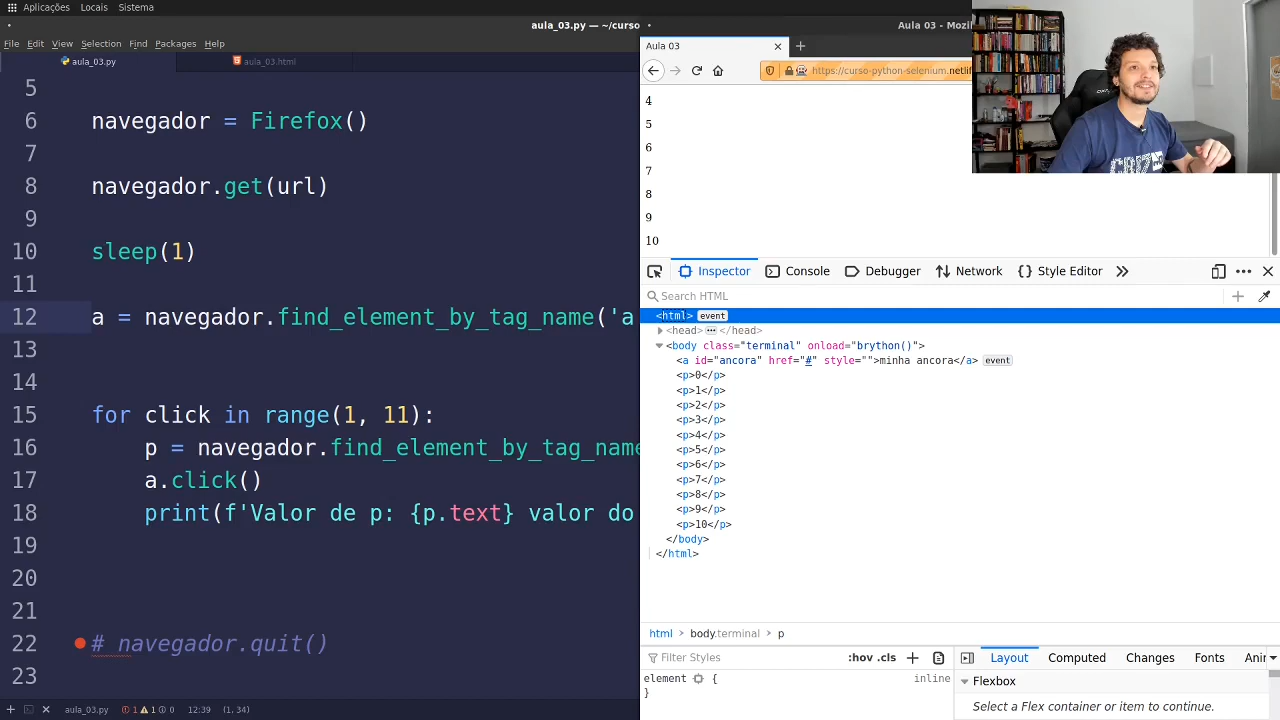 Aplicações Locais Sistema
aula_03.py — ~/curso
File Edit View Selection Find Packages Help
aula_03.py aula_03.html
5
6 navegador = Firefox()
7
8 navegador.get(url)
9
10 sleep(1)
11
12 a = navegador.find_element_by_tag_name('a
13
14
15 for click in range(1, 11):
16 p = navegador.find_element_by_tag_name
17 a.click()
18 print(f'Valor de p: {p.text} valor do
19
20
21
22 # navegador.quit()
23
aula_03.py 1 1 0 12:39 (1, 34)
Aula 03 - Mozi
Aula 03
https://curso-python-selenium.netlif
4
5
6
7
8
9
10
Inspector Console Debugger Network Style Editor
Search HTML
<html> event
<head> </head>
<body class="terminal" onload="brython()">
<a id="ancora" href="#" style="">minha ancora</a> event
<p>0</p>
<p>1</p>
<p>2</p>
<p>3</p>
<p>4</p>
<p>5</p>
<p>6</p>
<p>7</p>
<p>8</p>
<p>9</p>
<p>10</p>
</body>
</html>
html > body.terminal > p
Filter Styles :hov .cls
Layout Computed Changes Fonts Ani
element { inline
}
Flexbox
Select a Flex container or item to continue.